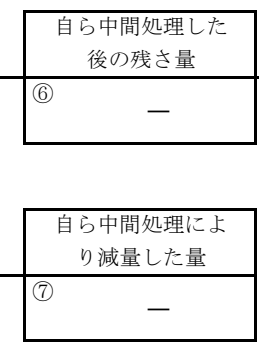 自ら中間処理した
後の残さ量
⑥
ー
自ら中間処理によ
り減量した量
⑦
ー